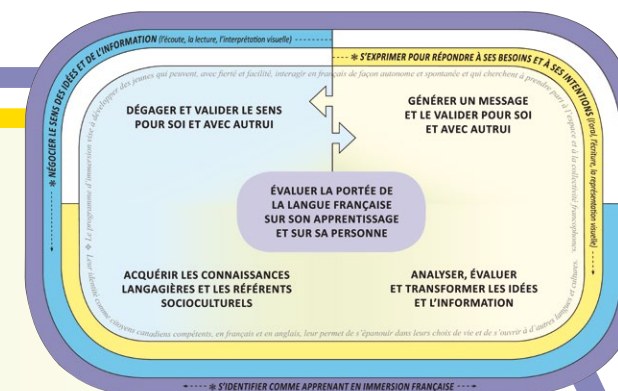 * NÉGOCIER LE SENS DES IDÉES ET DE L'INFORMATION (l'écoute, la lecture, l'interprétation visuelle)
* S'EXPRIMER POUR RÉPONDRE À SES BESOINS ET À SES INTENTIONS (l'oral, l'écriture, la représentation visuelle)
❖ Le programme d'immersion vise à développer des jeunes qui peuvent, avec fierté et facilité, interagir en français de façon autonome et spontanée et qui cherchent à prendre part à l'espace et à la collectivité francophones.
Leur identité comme citoyens canadiens compétents, en français et en anglais, leur permet de s'épanouir dans leurs choix de vie et de s'ouvrir à d'autres langues et cultures.
DÉGAGER ET VALIDER LE SENS
POUR SOI ET AVEC AUTRUI
GÉNÉRER UN MESSAGE
ET LE VALIDER POUR SOI
ET AVEC AUTRUI
ÉVALUER LA PORTÉE DE
LA LANGUE FRANÇAISE
SUR SON APPRENTISSAGE
ET SUR SA PERSONNE
ACQUÉRIR LES CONNAISSANCES
LANGAGIÈRES ET LES RÉFÉRENTS
SOCIOCULTURELS
ANALYSER, ÉVALUER
ET TRANSFORMER LES IDÉES
ET L'INFORMATION
* S'IDENTIFIER COMME APPRENANT EN IMMERSION FRANÇAISE